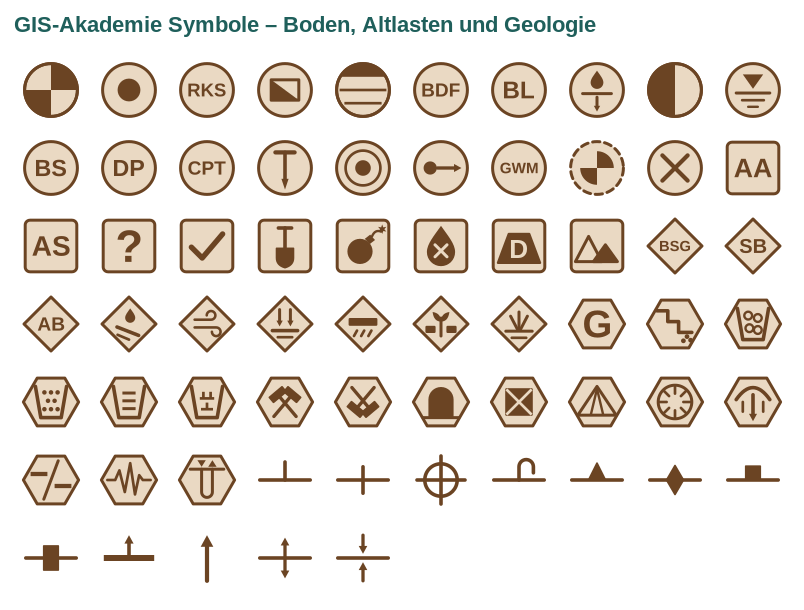 GIS-Akademie Symbole – Boden, Altlasten und Geologie
RKS BDF BL
BS DP CPT GWM AA
AS ? D BSG SB
AB G